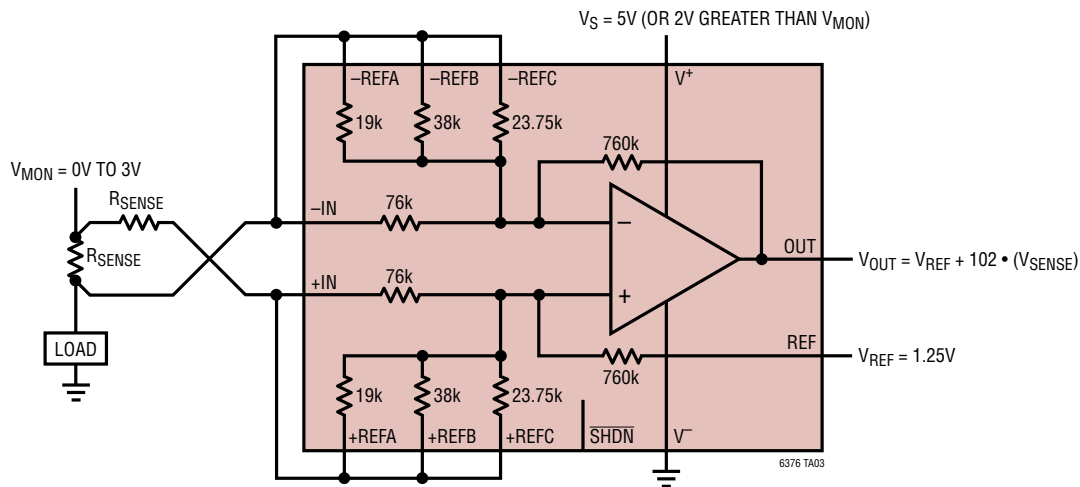 V_S = 5V (OR 2V GREATER THAN V_MON)
–REFA –REFB –REFC V⁺
19k 38k 23.75k
760k
V_MON = 0V TO 3V
R_SENSE
–IN 76k
–
R_SENSE
OUT
V_OUT = V_REF + 102 • (V_SENSE)
+IN 76k
+
LOAD
REF
V_REF = 1.25V
760k
19k 38k 23.75k
+REFA +REFB +REFC S̅H̅D̅N̅ V⁻
6376 TA03